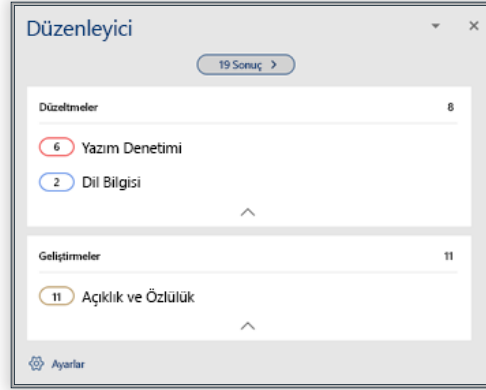 Düzenleyici
19 Sonuç
Düzeltmeler 8
6 Yazım Denetimi
2 Dil Bilgisi
Geliştirmeler 11
11 Açıklık ve Özlülük
Ayarlar